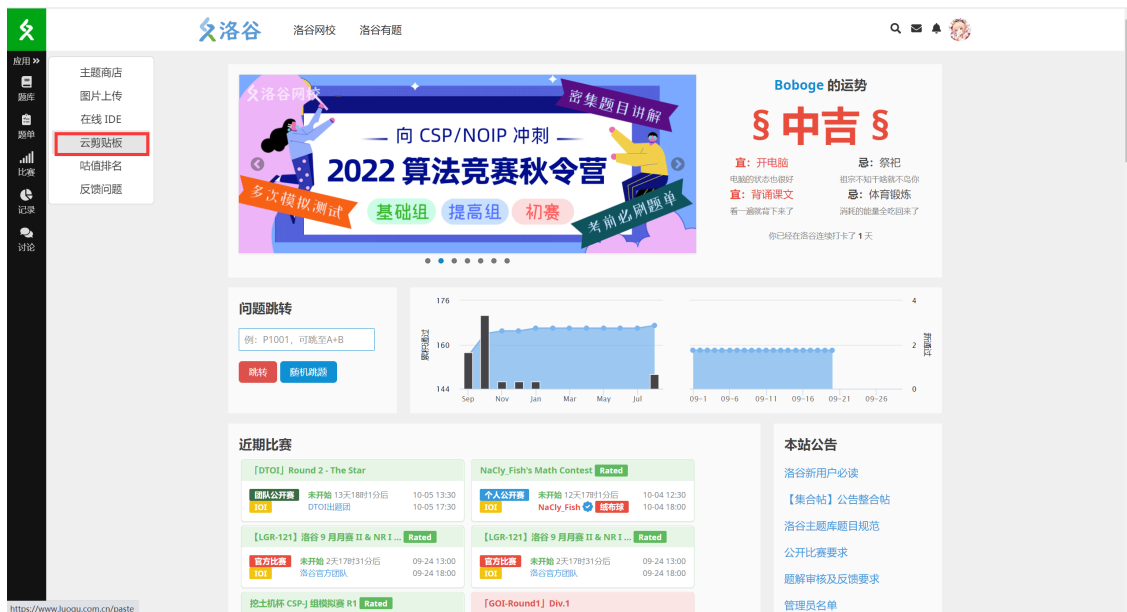 洛谷
洛谷网校
洛谷有题
应用
题库
题单
比赛
记录
讨论
主题商店
图片上传
在线 IDE
云剪贴板
咕值排名
反馈问题
洛谷网校
密集题目讲解
向 CSP/NOIP 冲刺
2022 算法竞赛秋令营
多次模拟测试
基础组
提高组
初赛
考前必刷题单
Boboge 的运势
§ 中吉 §
宜：开电脑
忌：祭祀
电脑的状态也很好
祖宗不知干啥就不鸟你
宜：背诵课文
忌：体育锻炼
看一遍就背下来了
消耗的能量全吃回来了
你已经在洛谷连续打卡了 1 天
问题跳转
例：P1001，可跳至A+B
跳转
随机跳题
176
160
144
Sep
Nov
Jan
Mar
May
Jul
4
2
0
09-1
09-6
09-11
09-16
09-21
09-26
近期比赛
「DTOI」Round 2 - The Star
团队公开赛 未开始 13天18时1分后 10-05 13:30
IOI DTOI出题团 10-05 17:30
NaCly_Fish's Math Contest Rated
个人公开赛 未开始 12天17时1分后 10-04 12:30
IOI NaCly_Fish 绒布球 10-04 18:00
【LGR-121】洛谷 9 月月赛 II & NR I ... Rated
官方比赛 未开始 2天17时31分后 09-24 13:00
IOI 洛谷官方团队 09-24 18:00
【LGR-121】洛谷 9 月月赛 II & NR I ... Rated
官方比赛 未开始 2天17时31分后 09-24 13:00
IOI 洛谷官方团队 09-24 18:00
挖土机杯 CSP-J 组模拟赛 R1 Rated
「GOI-Round1」Div.1
本站公告
洛谷新用户必读
【集合帖】公告整合帖
洛谷主题库题目规范
公开比赛要求
题解审核及反馈要求
管理员名单
https://www.luogu.com.cn/paste